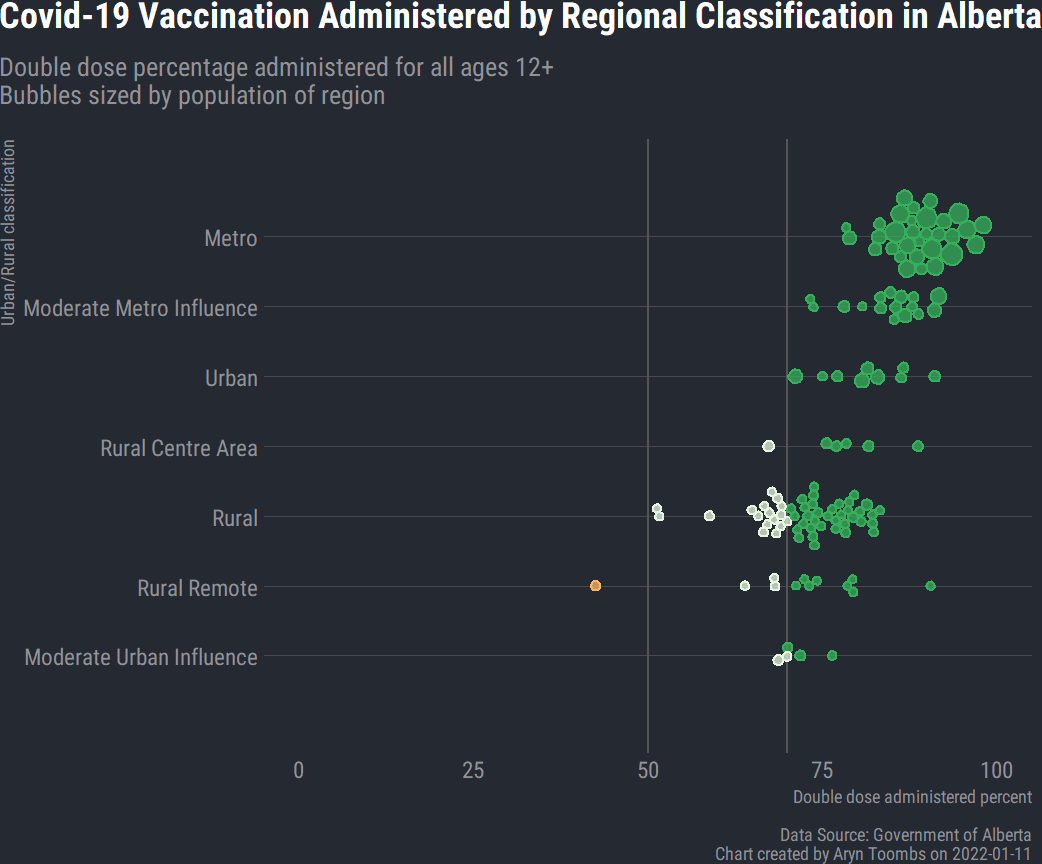 Covid-19 Vaccination Administered by Regional Classification in Alberta
Double dose percentage administered for all ages 12+
Bubbles sized by population of region
Urban/Rural classification
Metro
Moderate Metro Influence
Urban
Rural Centre Area
Rural
Rural Remote
Moderate Urban Influence
0 25 50 75 100
Double dose administered percent
Data Source: Government of Alberta
Chart created by Aryn Toombs on 2022-01-11